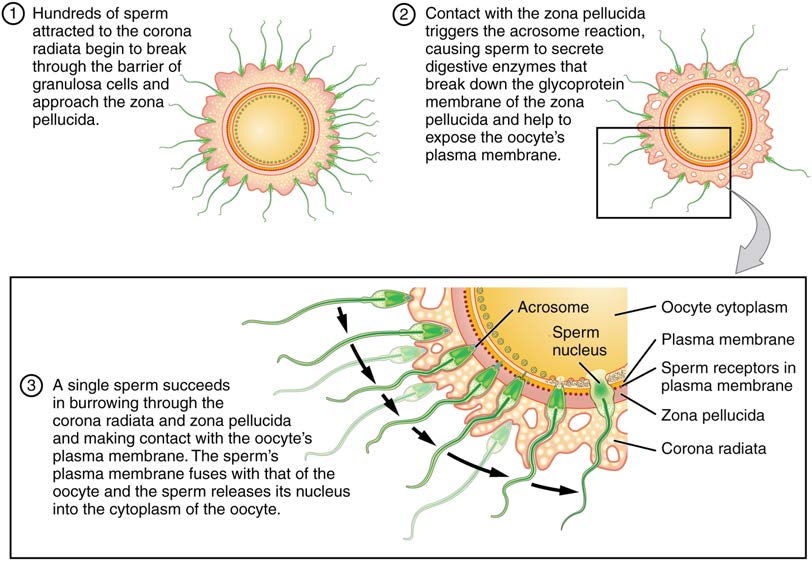 1 Hundreds of sperm
attracted to the corona
radiata begin to break
through the barrier of
granulosa cells and
approach the zona
pellucida.
2 Contact with the zona pellucida
triggers the acrosome reaction,
causing sperm to secrete
digestive enzymes that
break down the glycoprotein
membrane of the zona
pellucida and help to
expose the oocyte's
plasma membrane.
3 A single sperm succeeds
in burrowing through the
corona radiata and zona pellucida
and making contact with the oocyte's
plasma membrane. The sperm's
plasma membrane fuses with that of the
oocyte and the sperm releases its nucleus
into the cytoplasm of the oocyte.
Acrosome
Sperm
nucleus
Oocyte cytoplasm
Plasma membrane
Sperm receptors in
plasma membrane
Zona pellucida
Corona radiata